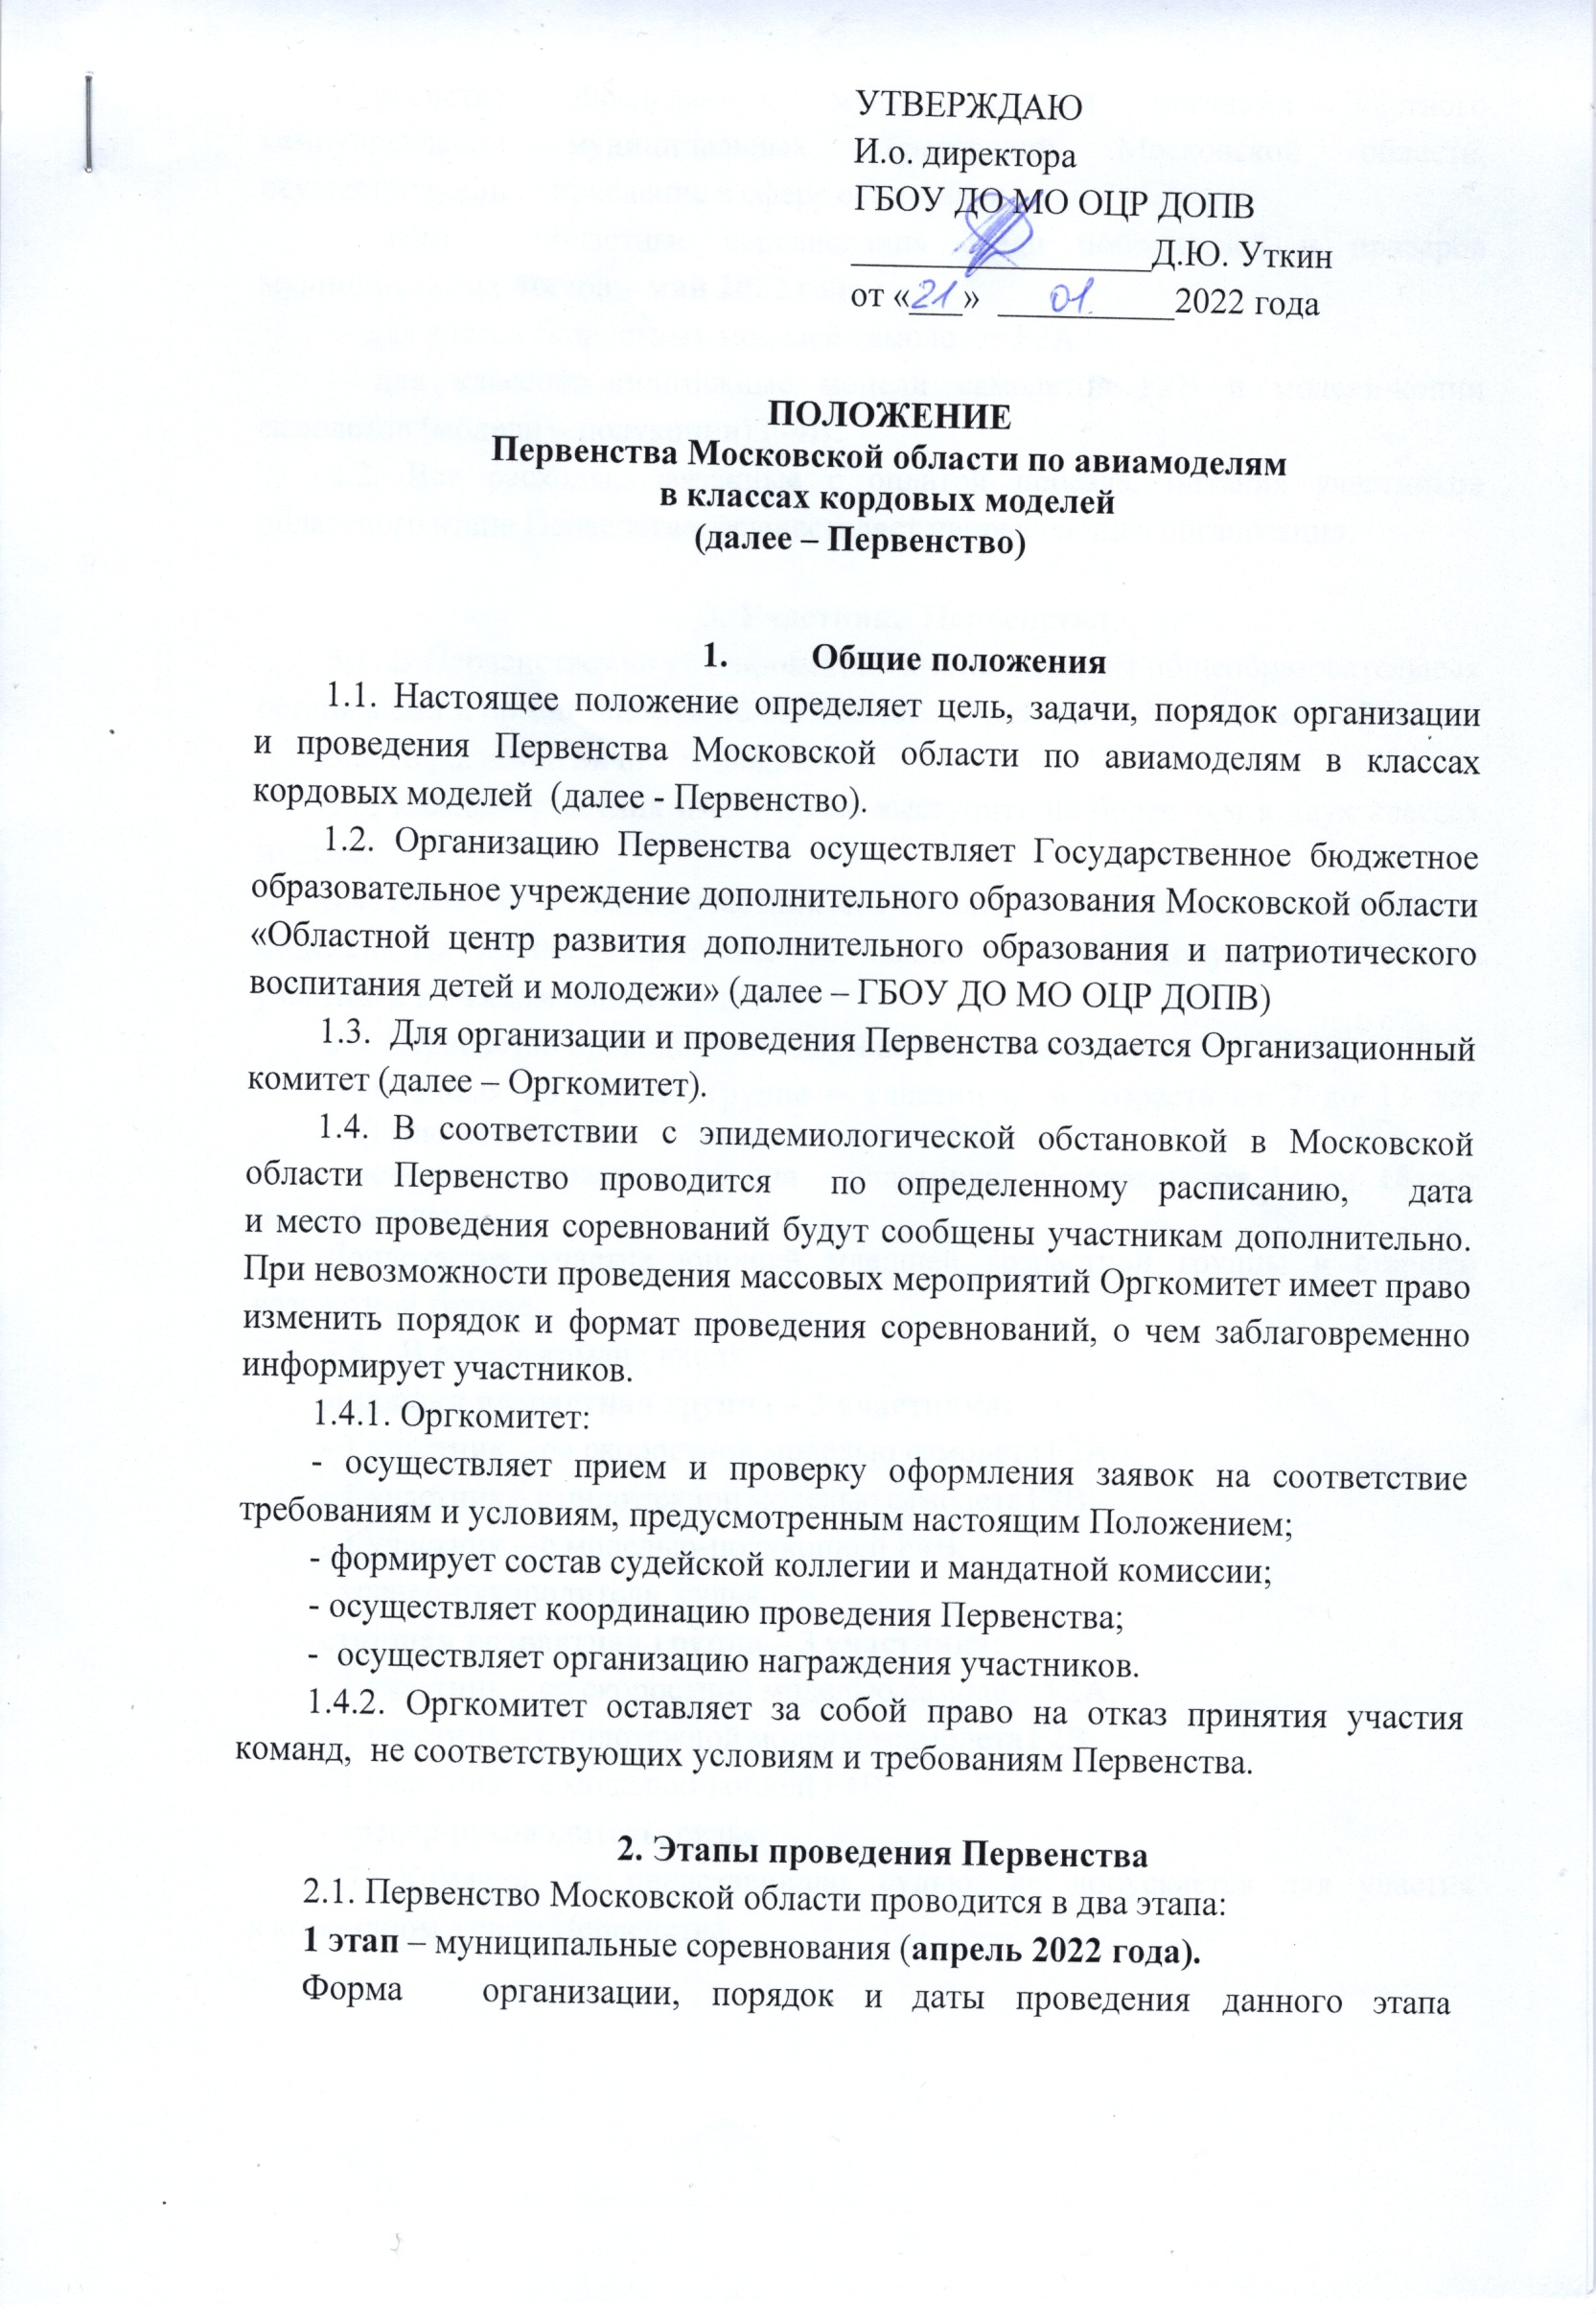 УТВЕРЖДАЮ
И.о. директора
ГБОУ ДО МО ОЦР ДОПВ
________________Д.Ю. Уткин
от «21» 01. 2022 года
ПОЛОЖЕНИЕ
Первенства Московской области по авиамоделям
в классах кордовых моделей
(далее – Первенство)
1. Общие положения
1.1. Настоящее положение определяет цель, задачи, порядок организации
и проведения Первенства Московской области по авиамоделям в классах
кордовых моделей (далее - Первенство).
1.2. Организацию Первенства осуществляет Государственное бюджетное
образовательное учреждение дополнительного образования Московской области
«Областной центр развития дополнительного образования и патриотического
воспитания детей и молодежи» (далее – ГБОУ ДО МО ОЦР ДОПВ)
1.3. Для организации и проведения Первенства создается Организационный
комитет (далее – Оргкомитет).
1.4. В соответствии с эпидемиологической обстановкой в Московской
области Первенство проводится по определенному расписанию, дата
и место проведения соревнований будут сообщены участникам дополнительно.
При невозможности проведения массовых мероприятий Оргкомитет имеет право
изменить порядок и формат проведения соревнований, о чем заблаговременно
информирует участников.
1.4.1. Оргкомитет:
- осуществляет прием и проверку оформления заявок на соответствие
требованиям и условиям, предусмотренным настоящим Положением;
- формирует состав судейской коллегии и мандатной комиссии;
- осуществляет координацию проведения Первенства;
- осуществляет организацию награждения участников.
1.4.2. Оргкомитет оставляет за собой право на отказ принятия участия
команд, не соответствующих условиям и требованиям Первенства.
2. Этапы проведения Первенства
2.1. Первенство Московской области проводится в два этапа:
1 этап – муниципальные соревнования (апрель 2022 года).
Форма организации, порядок и даты проведения данного этапа